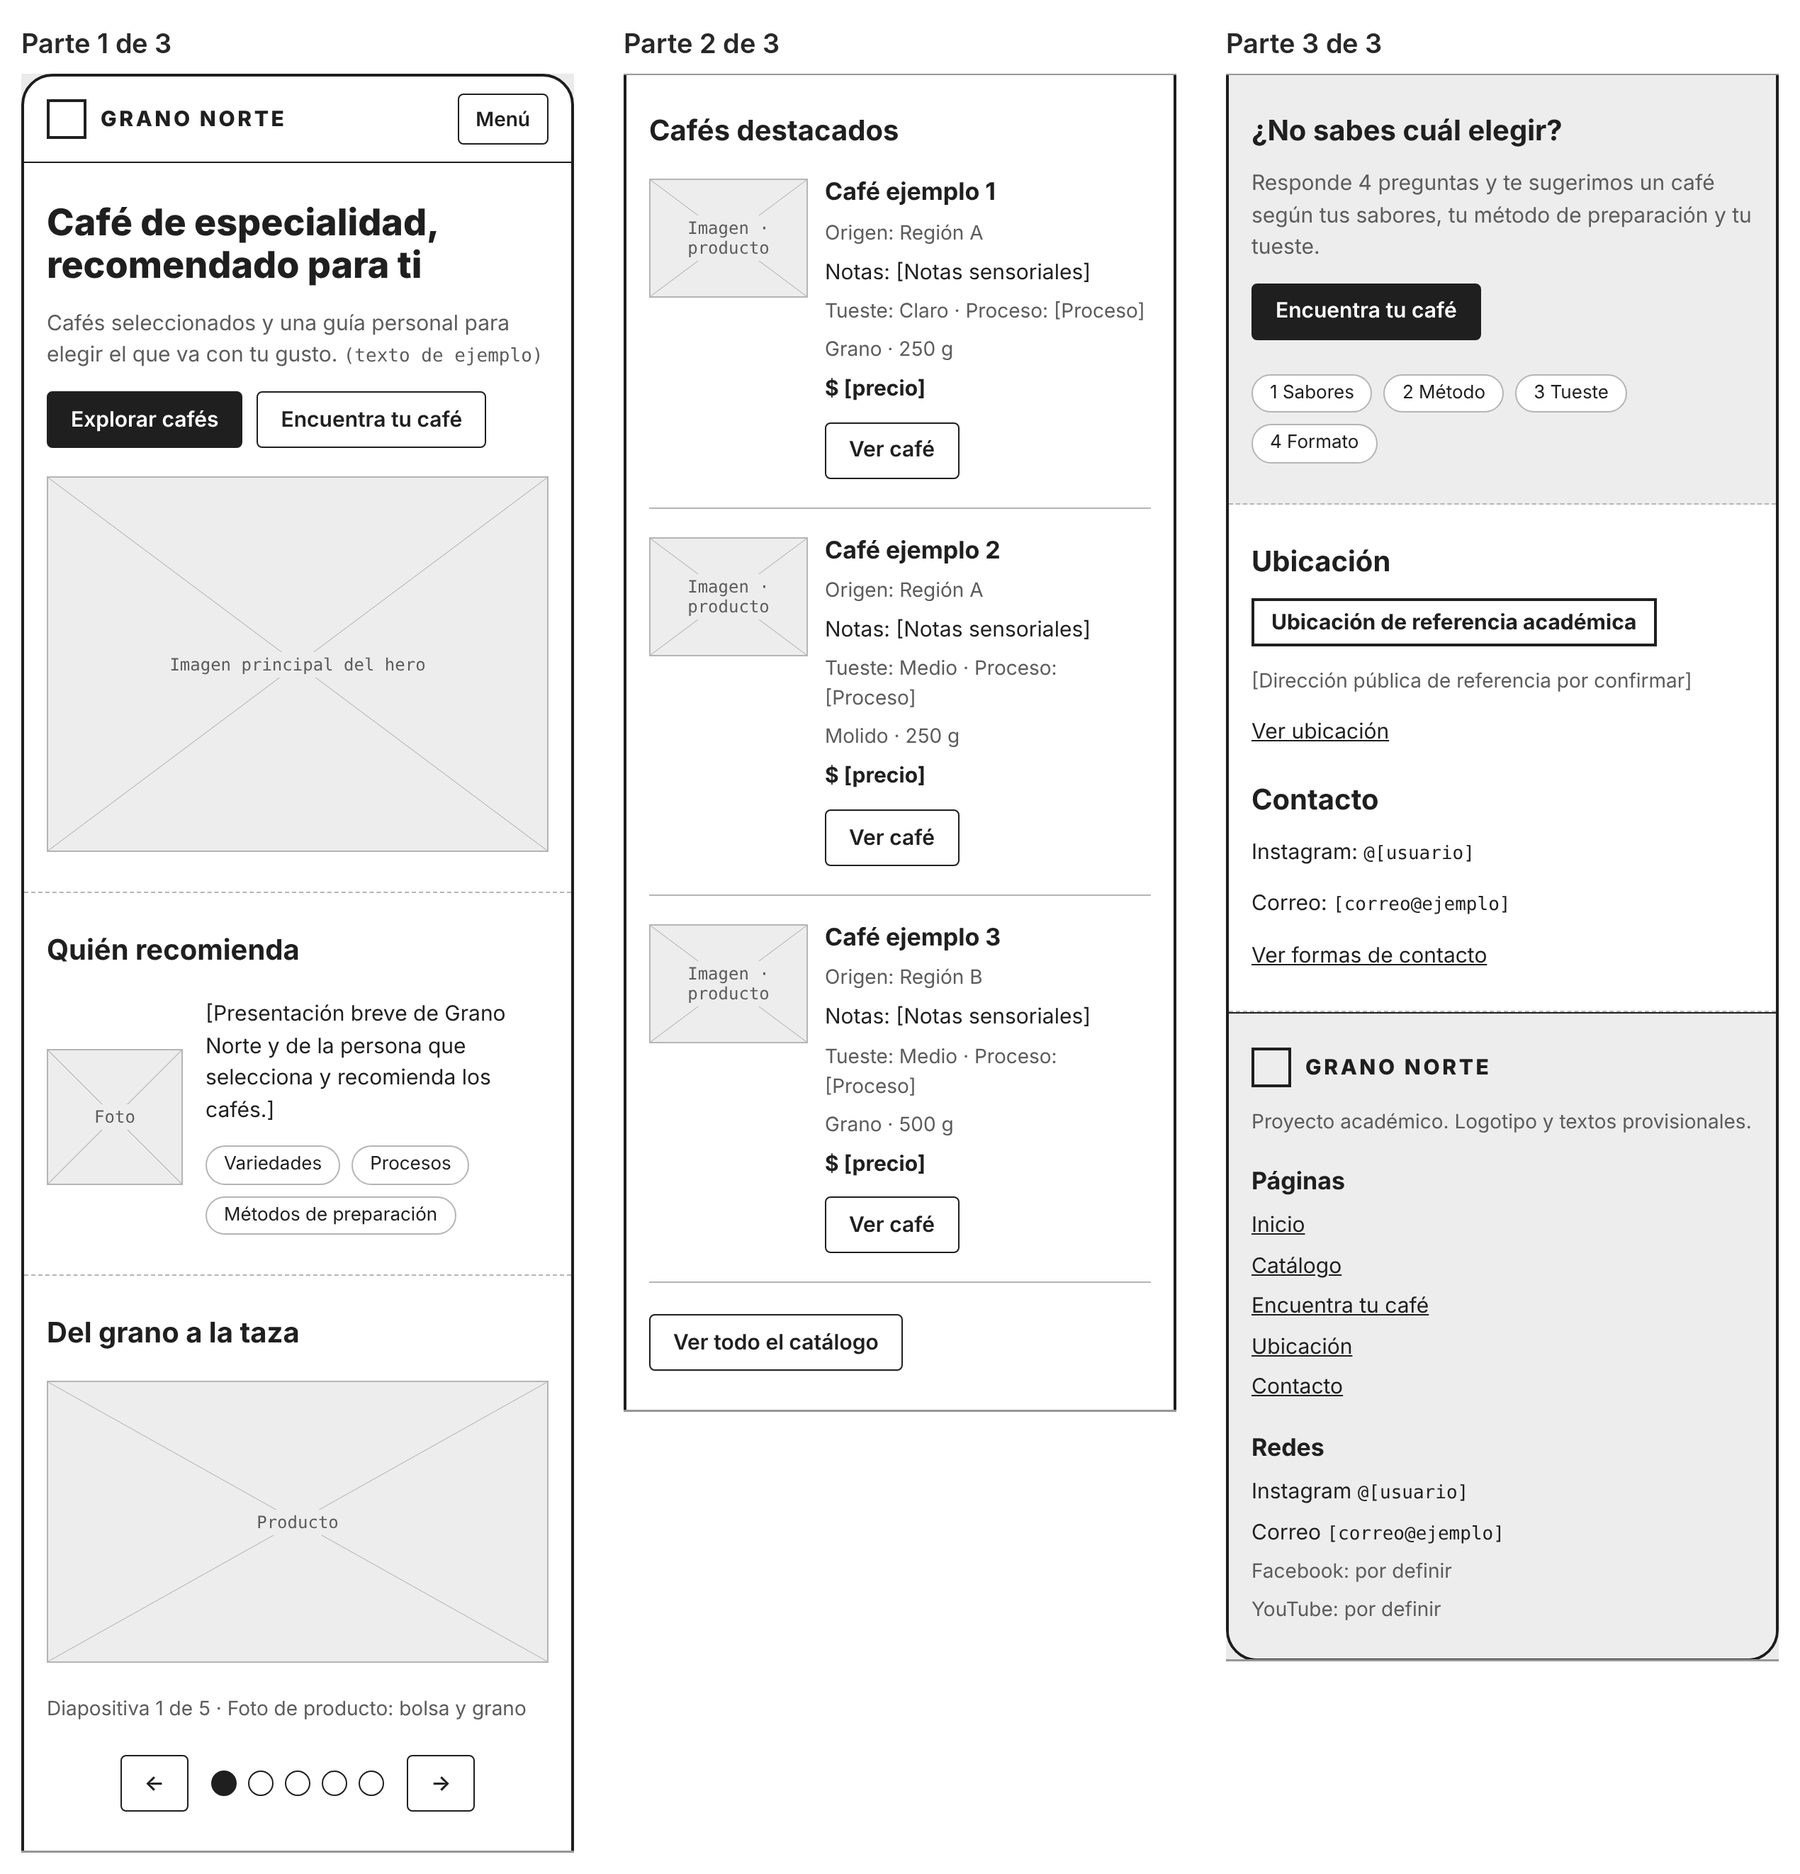 Parte 1 de 3
GRANO NORTE
Menú
Café de especialidad,
recomendado para ti
Cafés seleccionados y una guía personal para
elegir el que va con tu gusto. (texto de ejemplo)
Explorar cafés
Encuentra tu café
Imagen principal del hero
Quién recomienda
Foto
[Presentación breve de Grano
Norte y de la persona que
selecciona y recomienda los
cafés.]
Variedades
Procesos
Métodos de preparación
Del grano a la taza
Producto
Diapositiva 1 de 5 · Foto de producto: bolsa y grano
←
→
Parte 2 de 3
Cafés destacados
Imagen ·
producto
Café ejemplo 1
Origen: Región A
Notas: [Notas sensoriales]
Tueste: Claro · Proceso: [Proceso]
Grano · 250 g
$ [precio]
Ver café
Imagen ·
producto
Café ejemplo 2
Origen: Región A
Notas: [Notas sensoriales]
Tueste: Medio · Proceso:
[Proceso]
Molido · 250 g
$ [precio]
Ver café
Imagen ·
producto
Café ejemplo 3
Origen: Región B
Notas: [Notas sensoriales]
Tueste: Medio · Proceso:
[Proceso]
Grano · 500 g
$ [precio]
Ver café
Ver todo el catálogo
Parte 3 de 3
¿No sabes cuál elegir?
Responde 4 preguntas y te sugerimos un café
según tus sabores, tu método de preparación y tu
tueste.
Encuentra tu café
1 Sabores
2 Método
3 Tueste
4 Formato
Ubicación
Ubicación de referencia académica
[Dirección pública de referencia por confirmar]
Ver ubicación
Contacto
Instagram: @[usuario]
Correo: [correo@ejemplo]
Ver formas de contacto
GRANO NORTE
Proyecto académico. Logotipo y textos provisionales.
Páginas
Inicio
Catálogo
Encuentra tu café
Ubicación
Contacto
Redes
Instagram @[usuario]
Correo [correo@ejemplo]
Facebook: por definir
YouTube: por definir